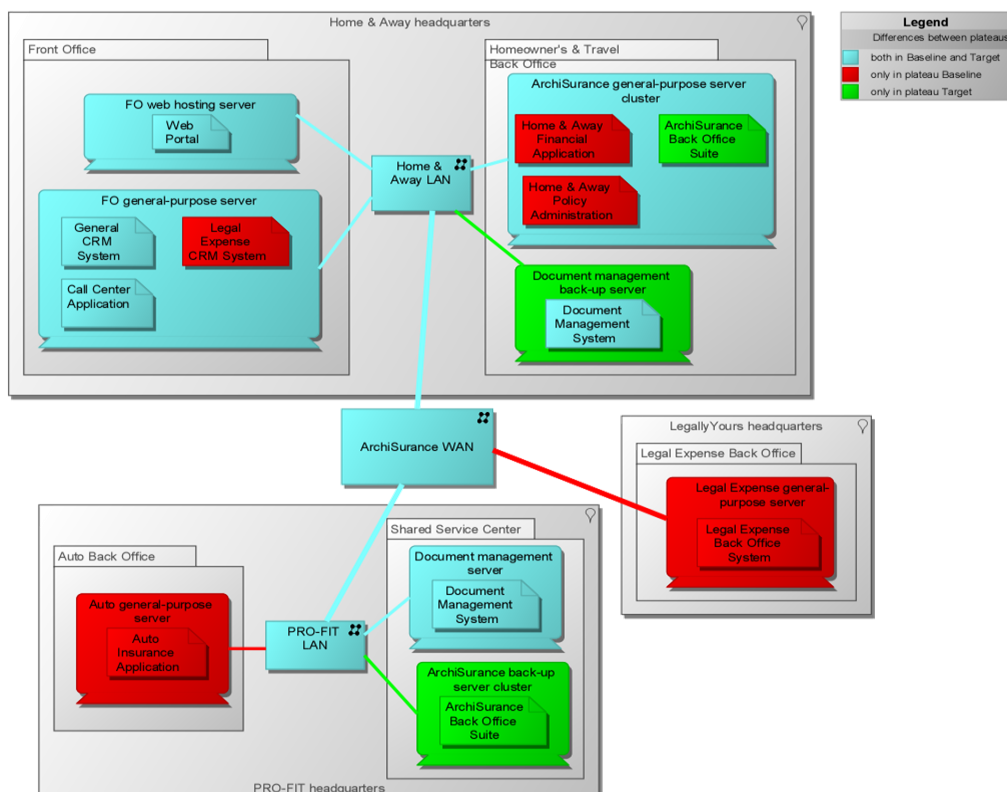 Home & Away headquarters
Legend
Differences between plateaus
both in Baseline and Target
only in plateau Baseline
only in plateau Target
Front Office
FO web hosting server
Web
Portal
FO general-purpose server
General
CRM
System
Legal
Expense
CRM System
Call Center
Application
Home &
Away LAN
Homeowner's & Travel
Back Office
ArchiSurance general-purpose server
cluster
Home & Away
Financial
Application
ArchiSurance
Back Office
Suite
Home & Away
Policy
Administration
Document management
back-up server
Document
Management
System
ArchiSurance WAN
LegallyYours headquarters
Legal Expense Back Office
Legal Expense general-
purpose server
Legal Expense
Back Office
System
Auto Back Office
Auto general-purpose
server
Auto
Insurance
Application
PRO-FIT
LAN
Shared Service Center
Document management
server
Document
Management
System
ArchiSurance back-up
server cluster
ArchiSurance
Back Office
Suite
PRO-FIT headquarters